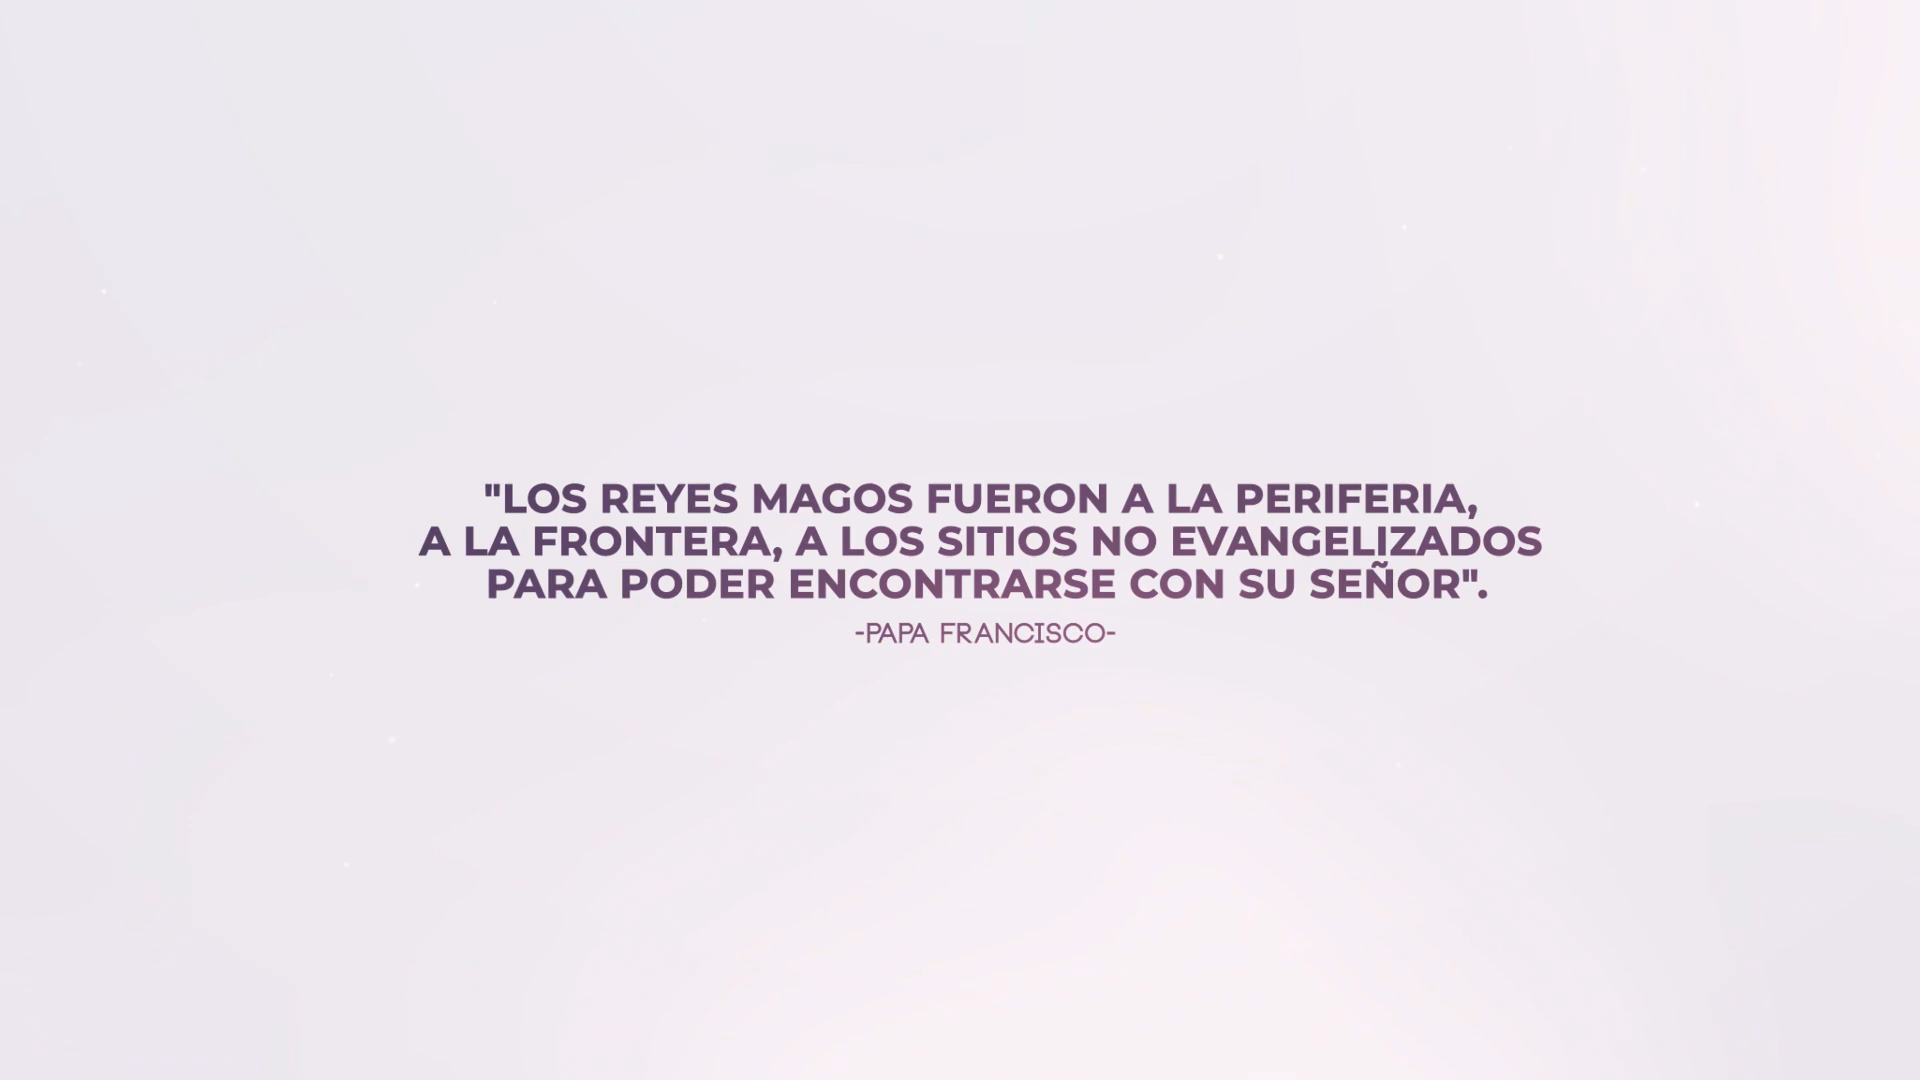 "LOS REYES MAGOS FUERON A LA PERIFERIA,
A LA FRONTERA, A LOS SITIOS NO EVANGELIZADOS
PARA PODER ENCONTRARSE CON SU SEÑOR".
-PAPA FRANCISCO-